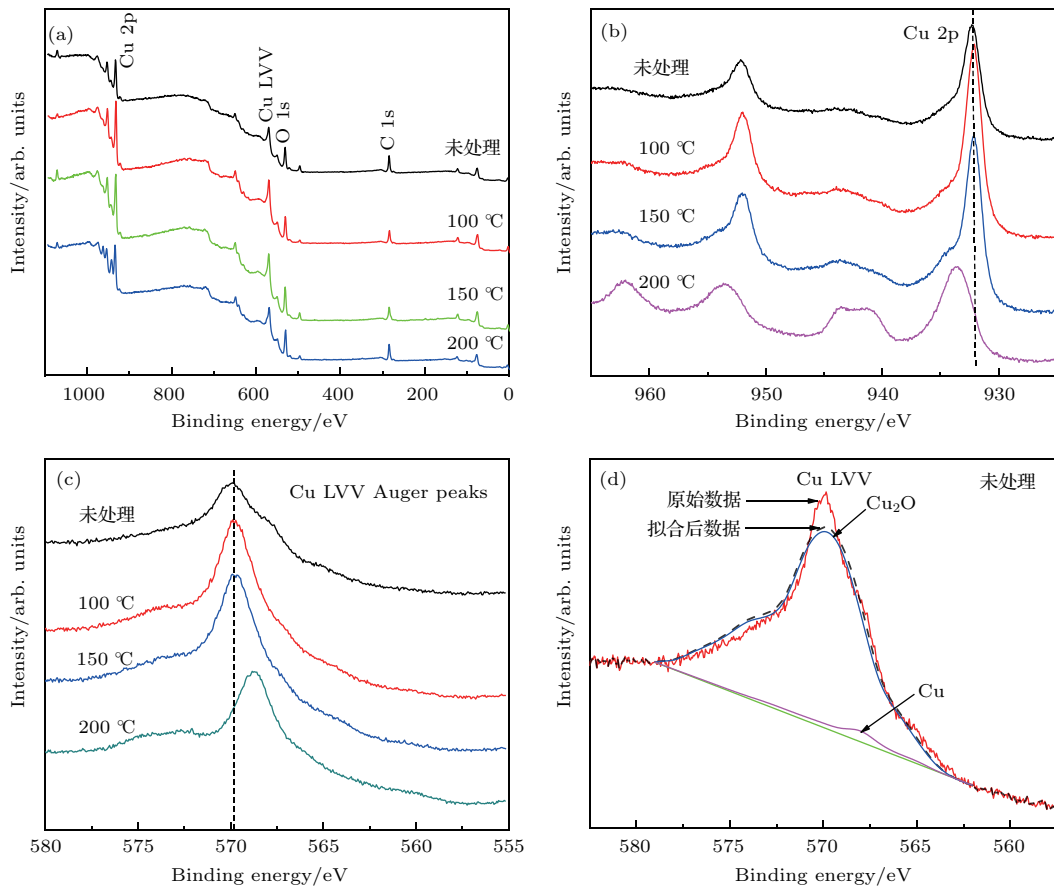 (a)
Cu 2p
Cu LVV
O 1s
C 1s
未处理
100 ℃
150 ℃
200 ℃
Intensity/arb. units
1000 800 600 400 200 0
Binding energy/eV
(b)
Cu 2p
未处理
100 ℃
150 ℃
200 ℃
Intensity/arb. units
960 950 940 930
Binding energy/eV
(c)
Cu LVV Auger peaks
未处理
100 ℃
150 ℃
200 ℃
Intensity/arb. units
580 575 570 565 560 555
Binding energy/eV
(d)
Cu LVV
未处理
原始数据
Cu₂O
拟合后数据
Cu
Intensity/arb. units
580 575 570 565 560
Binding energy/eV